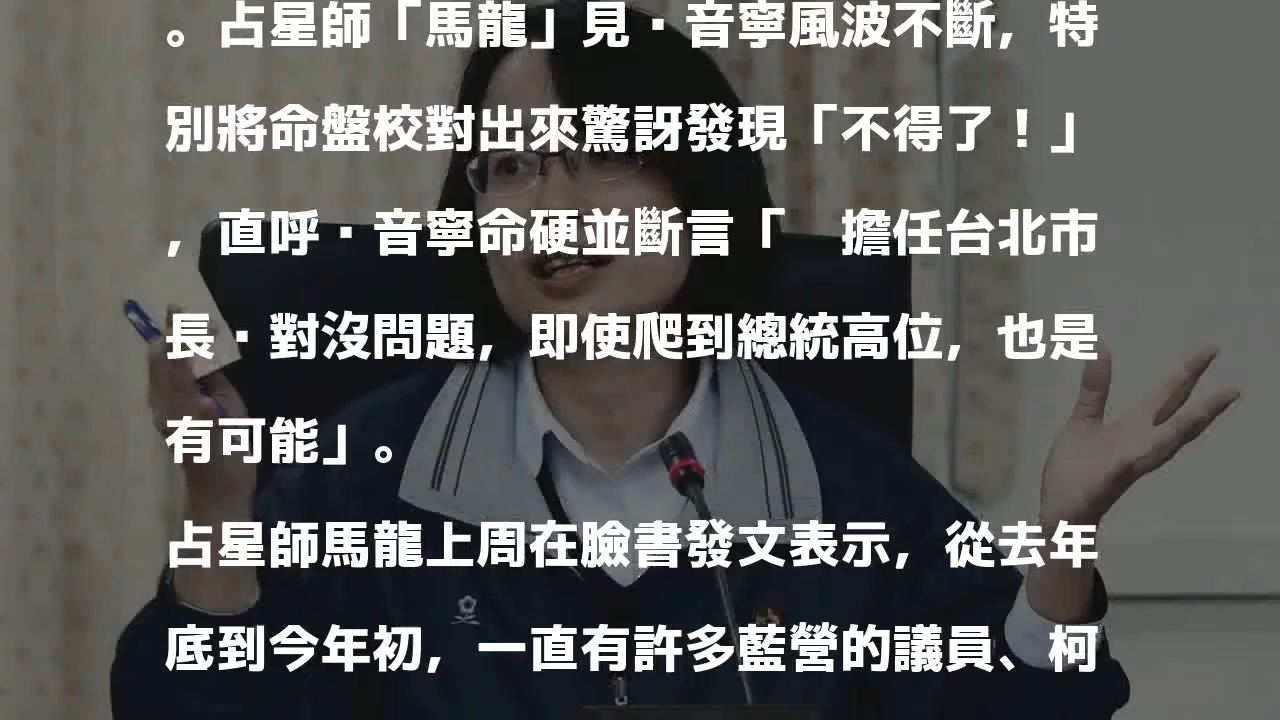 。占星師「馬龍」見·音寧風波不斷，特
別將命盤校對出來驚訝發現「不得了！」
，直呼·音寧命硬並斷言「　擔任台北市
長·對沒問題，即使爬到總統高位，也是
有可能」。
占星師馬龍上周在臉書發文表示，從去年
底到今年初，一直有許多藍營的議員、柯